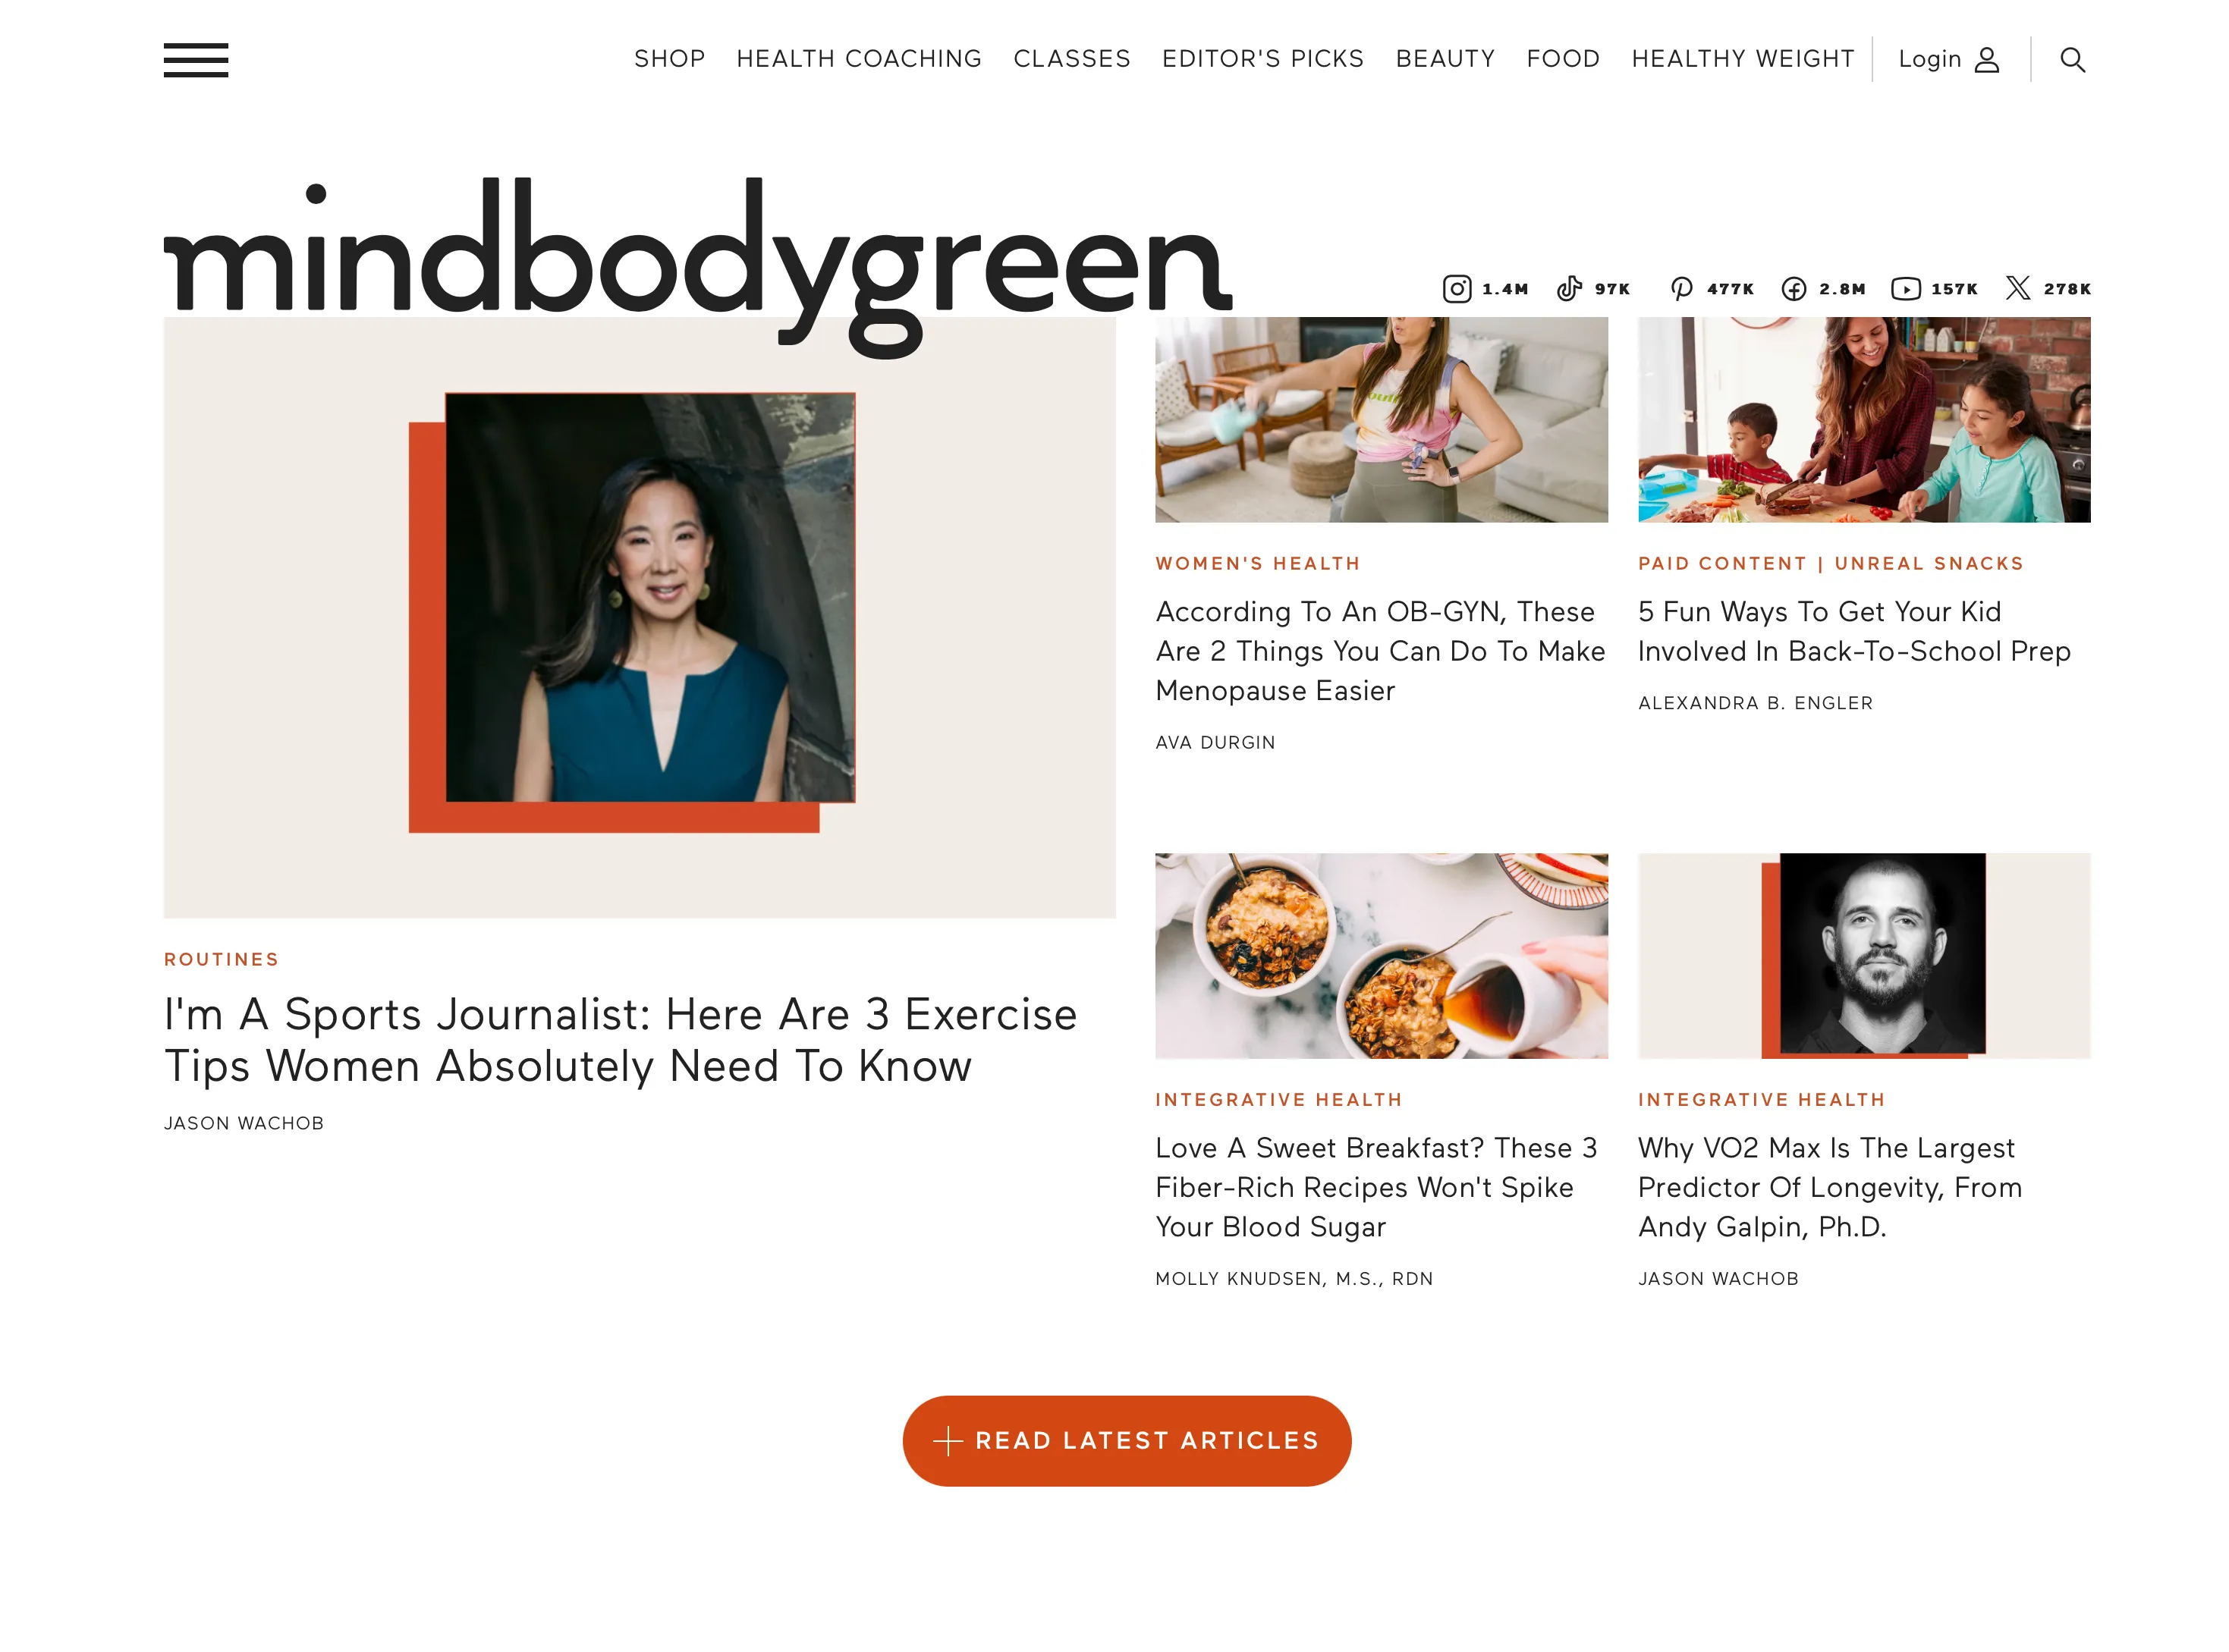 SHOP HEALTH COACHING CLASSES EDITOR'S PICKS BEAUTY FOOD HEALTHY WEIGHT Login
mindbodygreen
1.4M 97K 477K 2.8M 157K 278K
ROUTINES
I'm A Sports Journalist: Here Are 3 Exercise
Tips Women Absolutely Need To Know
JASON WACHOB
WOMEN'S HEALTH
According To An OB-GYN, These
Are 2 Things You Can Do To Make
Menopause Easier
AVA DURGIN
PAID CONTENT | UNREAL SNACKS
5 Fun Ways To Get Your Kid
Involved In Back-To-School Prep
ALEXANDRA B. ENGLER
INTEGRATIVE HEALTH
Love A Sweet Breakfast? These 3
Fiber-Rich Recipes Won't Spike
Your Blood Sugar
MOLLY KNUDSEN, M.S., RDN
INTEGRATIVE HEALTH
Why VO2 Max Is The Largest
Predictor Of Longevity, From
Andy Galpin, Ph.D.
JASON WACHOB
READ LATEST ARTICLES